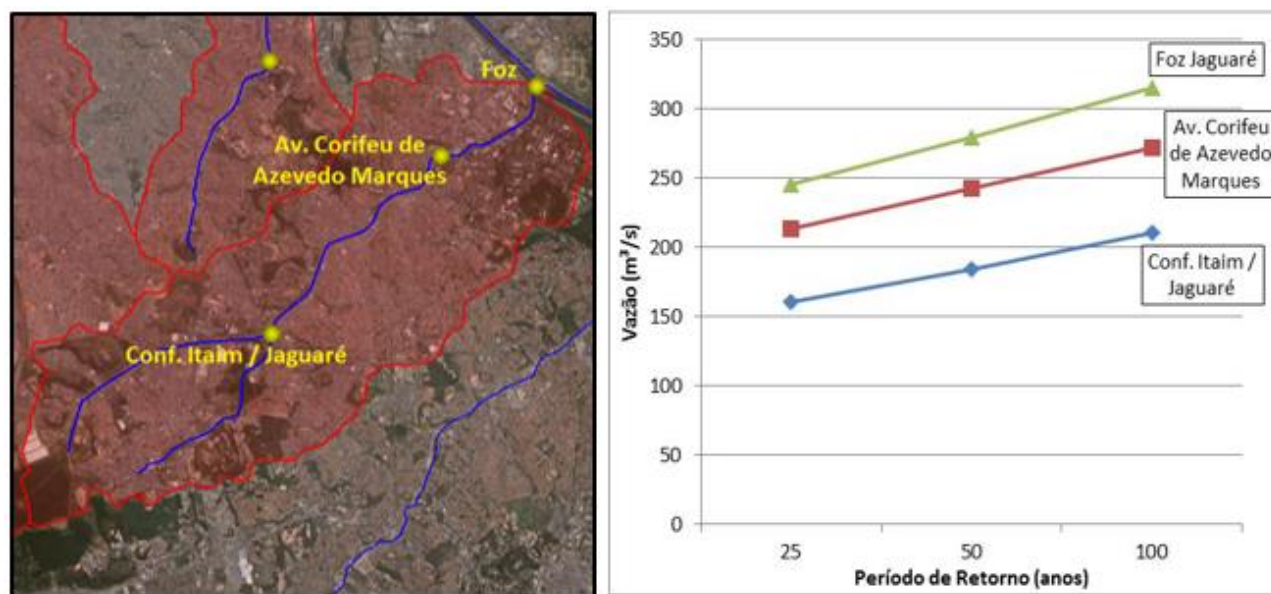 Foz
Av. Corifeu de
Azevedo Marques
Conf. Itaim / Jaguaré
350
300
250
200
150
100
50
0
Vazão (m³/s)
25
50
100
Período de Retorno (anos)
Foz Jaguaré
Av. Corifeu
de Azevedo
Marques
Conf. Itaim /
Jaguaré